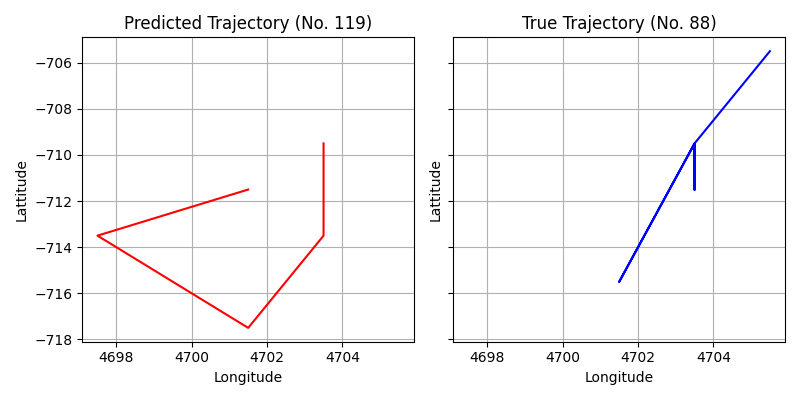 Predicted Trajectory (No. 119)
True Trajectory (No. 88)
−706
−708
−710
−712
−714
−716
−718
Lattitude
Lattitude
4698 4700 4702 4704
4698 4700 4702 4704
Longitude
Longitude